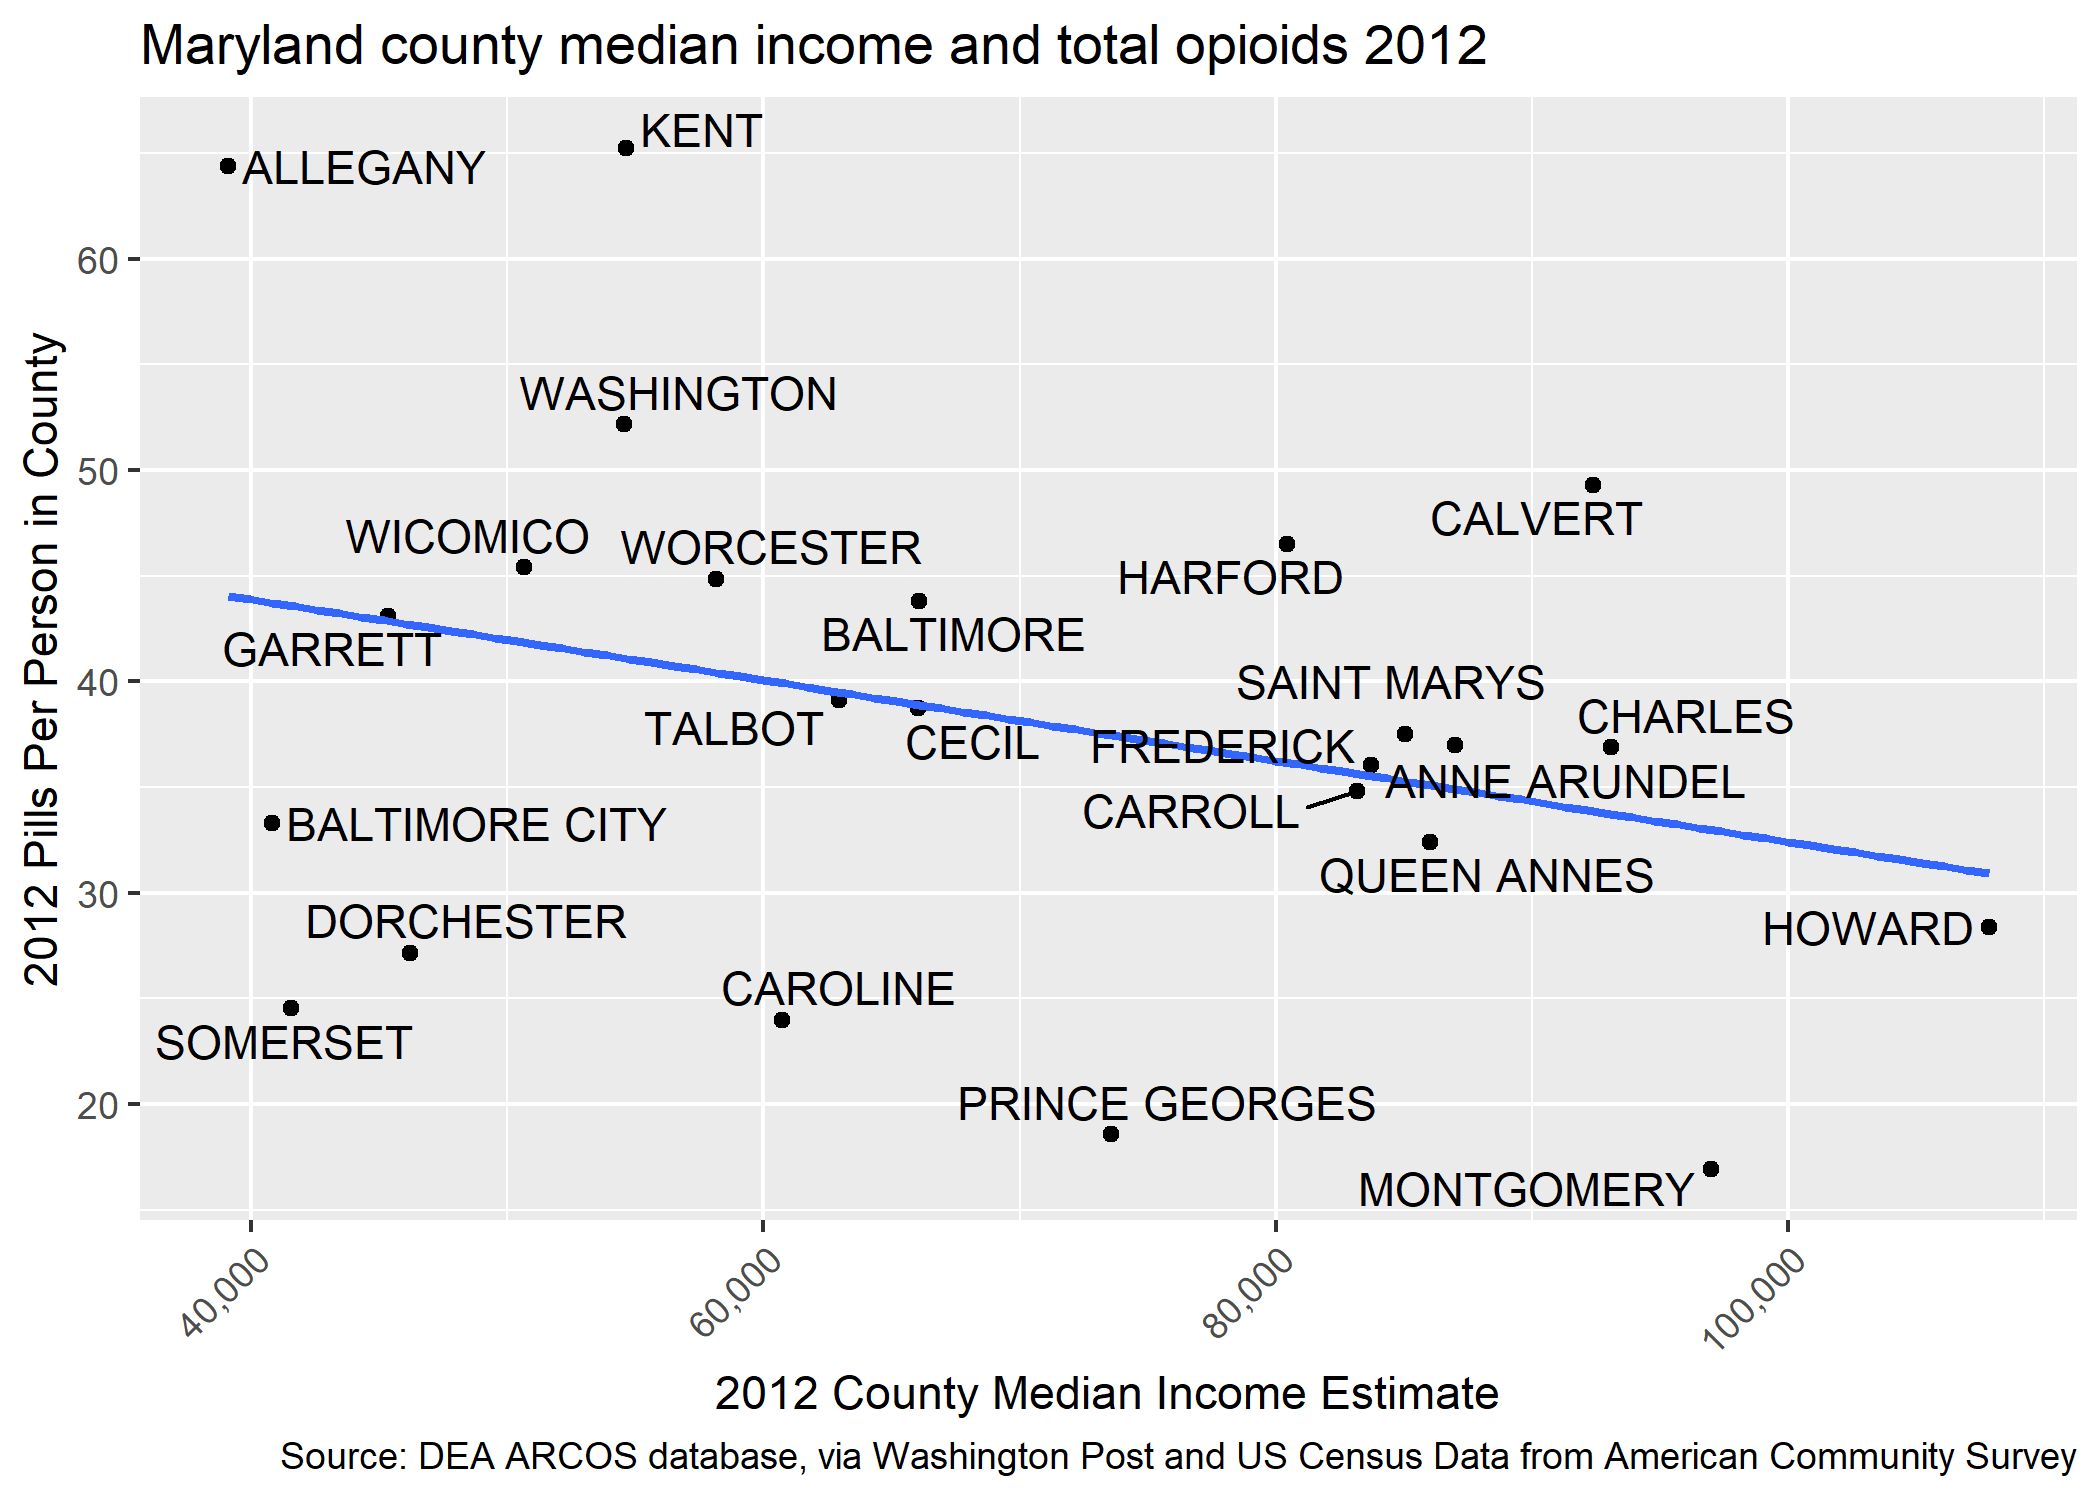 Maryland county median income and total opioids 2012
KENT
ALLEGANY
60
WASHINGTON
50
CALVERT
WICOMICO
WORCESTER
HARFORD
BALTIMORE
GARRETT
40
SAINT MARYS
CHARLES
TALBOT
CECIL
FREDERICK
ANNE ARUNDEL
CARROLL
BALTIMORE CITY
QUEEN ANNES
30
DORCHESTER
HOWARD
CAROLINE
SOMERSET
20
PRINCE GEORGES
MONTGOMERY
2012 Pills Per Person in County
40,000
60,000
80,000
100,000
2012 County Median Income Estimate
Source: DEA ARCOS database, via Washington Post and US Census Data from American Community Survey